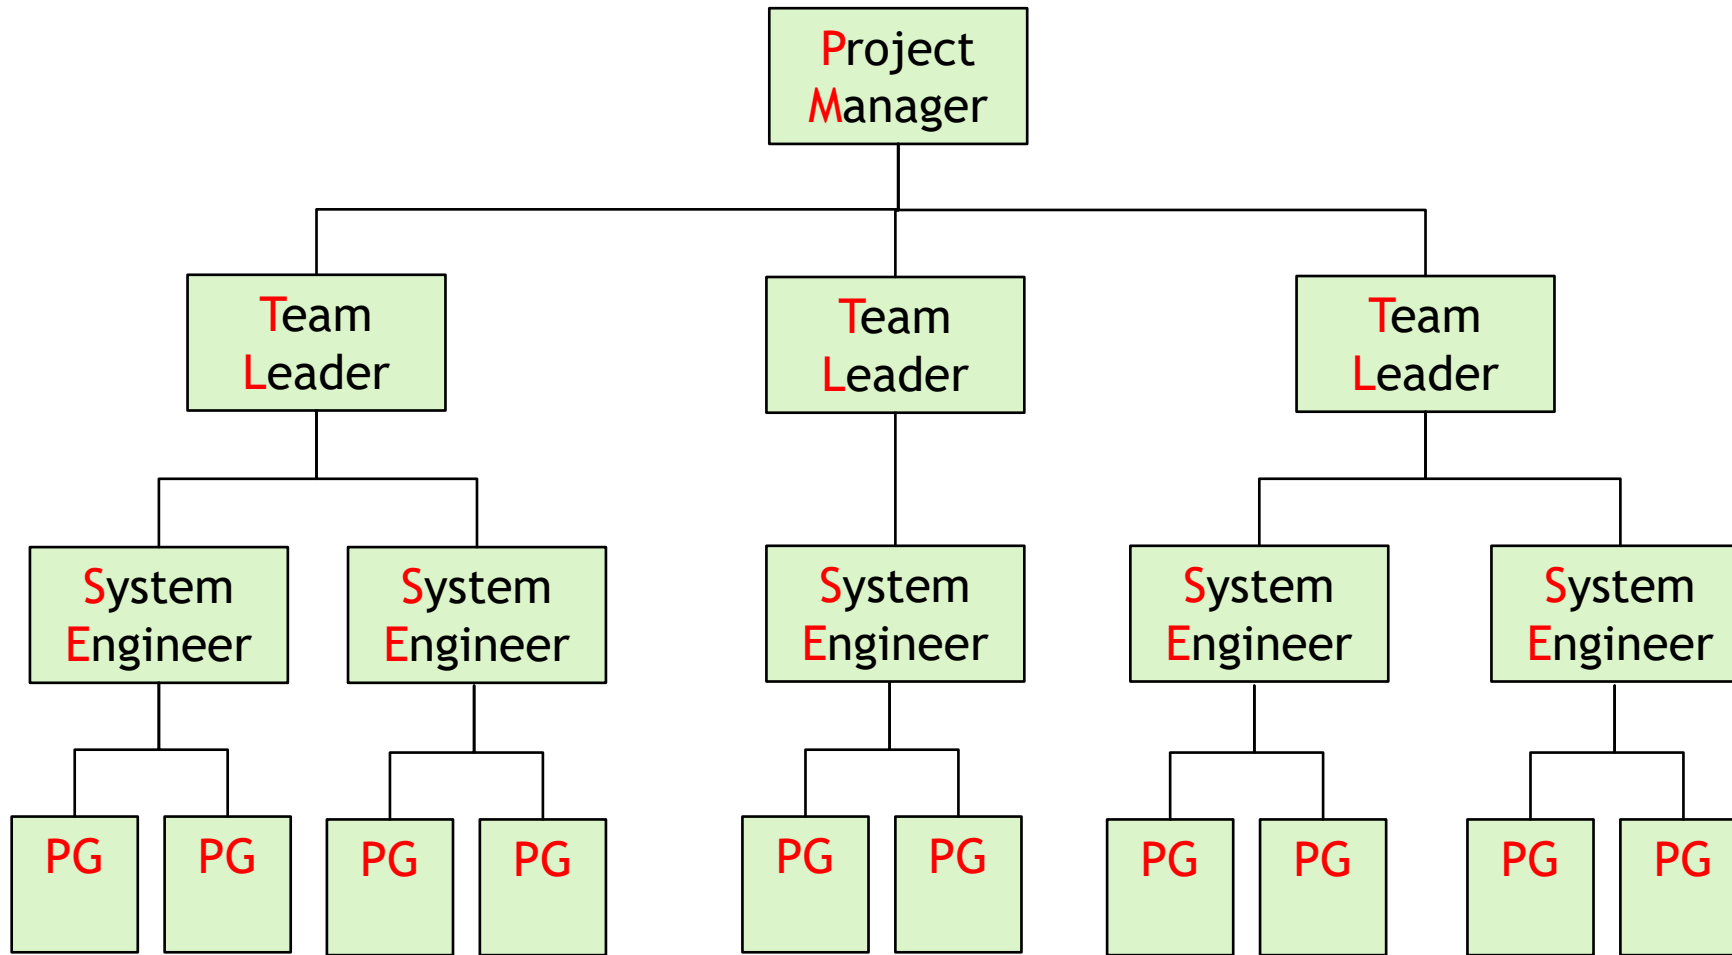 Project
Manager
Team
Leader
Team
Leader
Team
Leader
System
Engineer
System
Engineer
System
Engineer
System
Engineer
System
Engineer
PG
PG
PG
PG
PG
PG
PG
PG
PG
PG